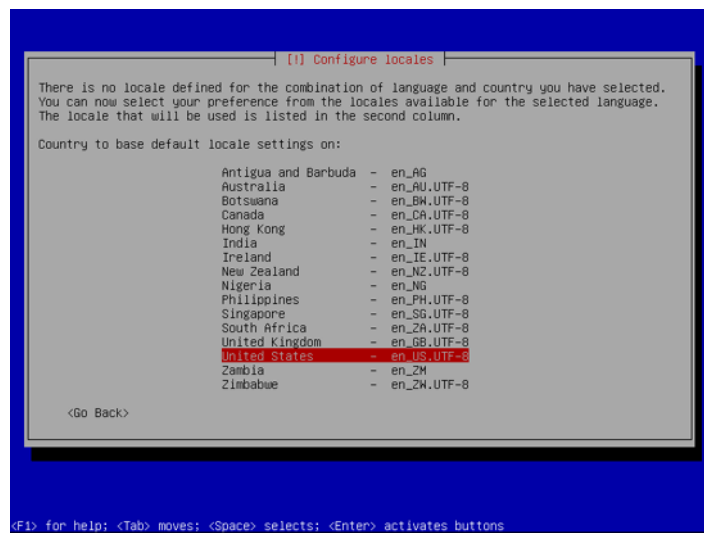 [!] Configure locales
There is no locale defined for the combination of language and country you have selected.
You can now select your preference from the locales available for the selected language.
The locale that will be used is listed in the second column.
Country to base default locale settings on:
Antigua and Barbuda - en_AG
Australia - en_AU.UTF-8
Botswana - en_BW.UTF-8
Canada - en_CA.UTF-8
Hong Kong - en_HK.UTF-8
India - en_IN
Ireland - en_IE.UTF-8
New Zealand - en_NZ.UTF-8
Nigeria - en_NG
Philippines - en_PH.UTF-8
Singapore - en_SG.UTF-8
South Africa - en_ZA.UTF-8
United Kingdom - en_GB.UTF-8
United States - en_US.UTF-8
Zambia - en_ZM
Zimbabwe - en_ZW.UTF-8
<Go Back>
<F1> for help; <Tab> moves; <Space> selects; <Enter> activates buttons